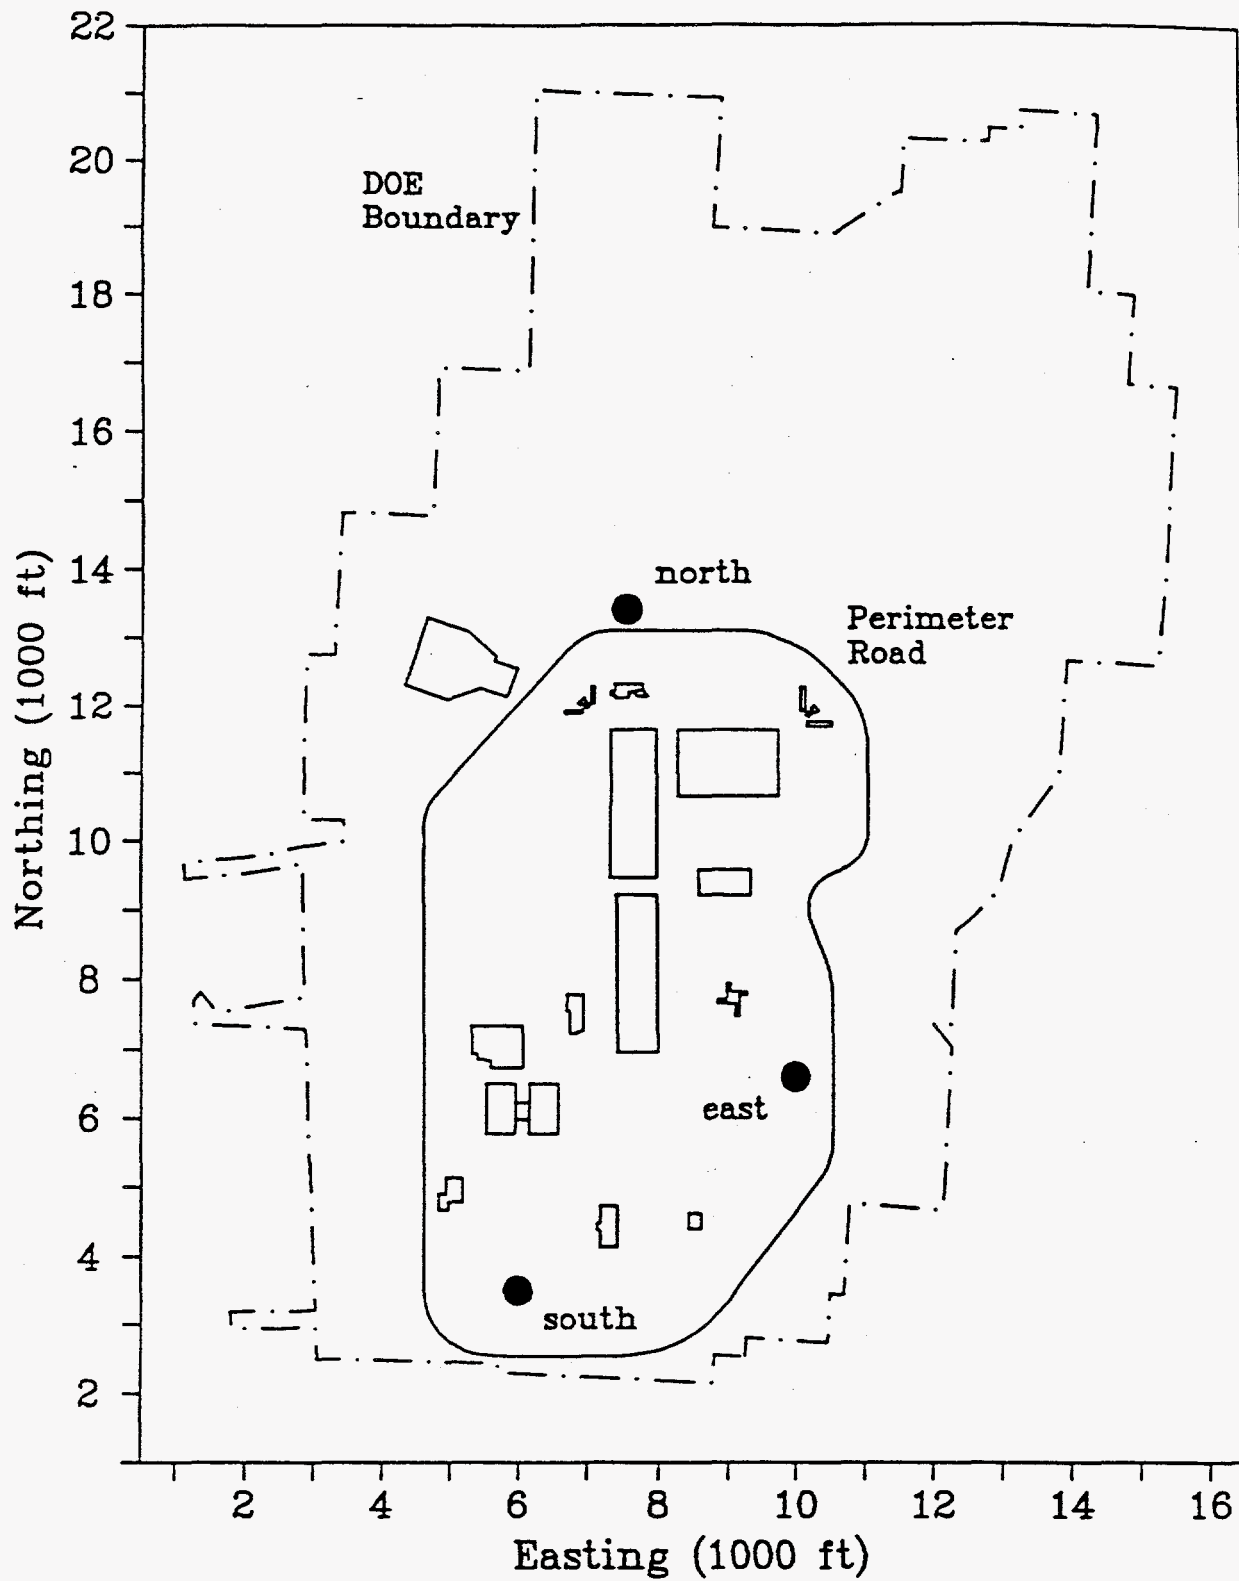 22
20
18
16
14
12
10
8
6
4
2
Northing (1000 ft)
DOE
Boundary
north
Perimeter
Road
east
south
2 4 6 8 10 12 14 16
Easting (1000 ft)